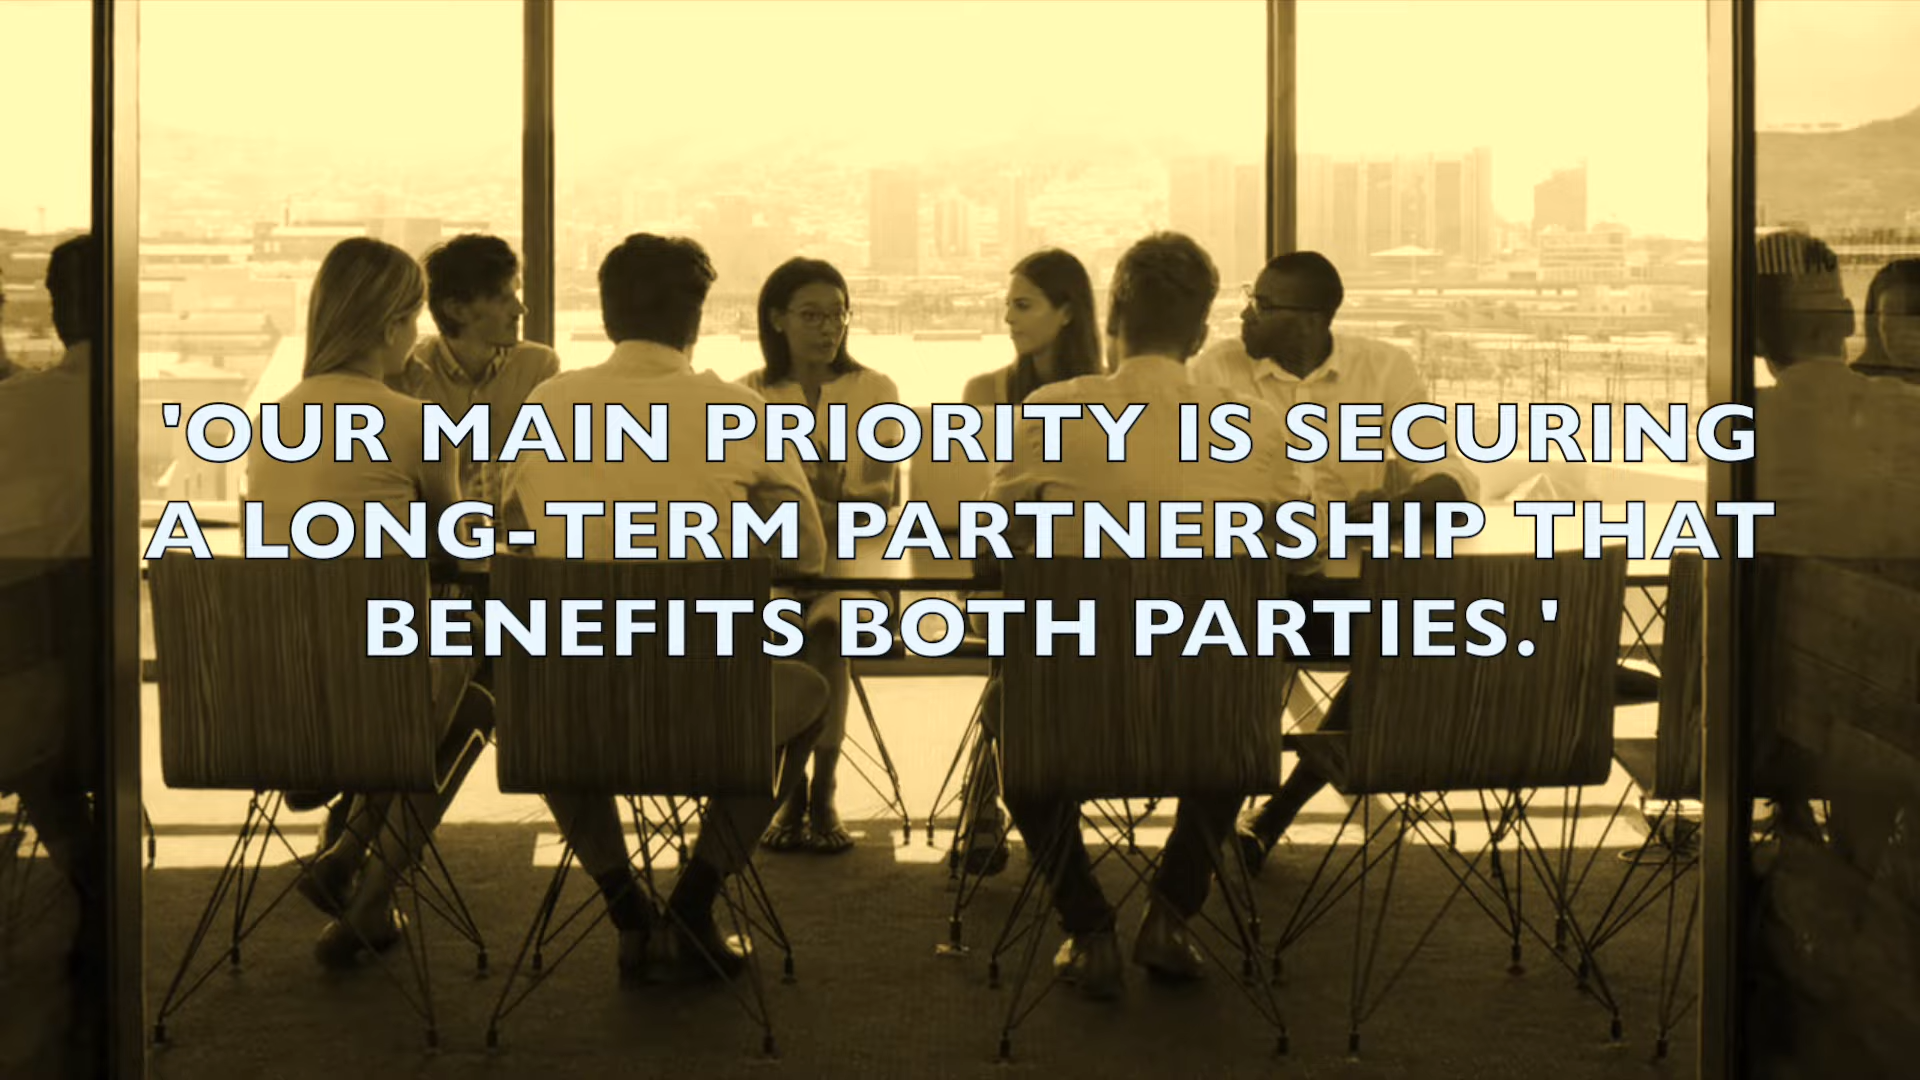 'OUR MAIN PRIORITY IS SECURING
A LONG-TERM PARTNERSHIP THAT
BENEFITS BOTH PARTIES.'